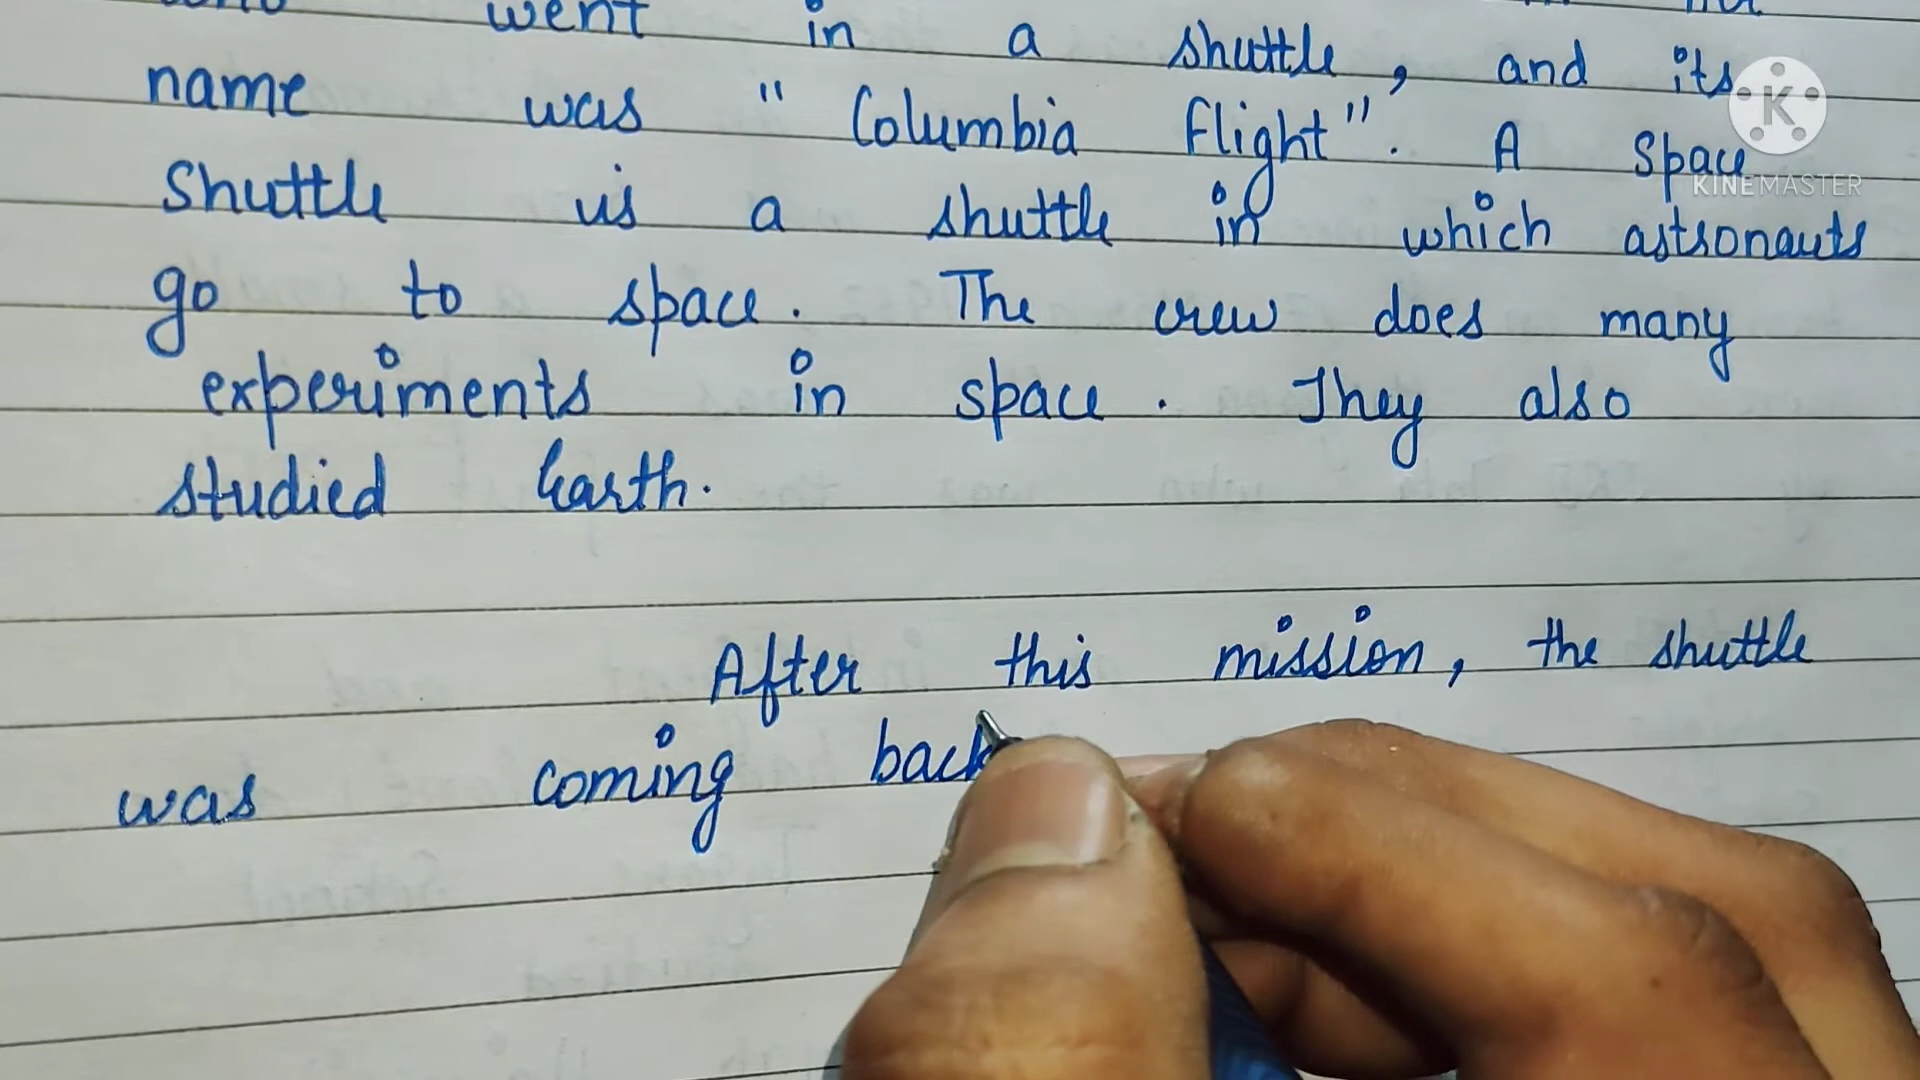 went in a shuttle, and its
name was "Columbia Flight". A Space
Shuttle is a shuttle in which astronauts
go to space. The crew does many
experiments in space. They also
studied Earth.
After this mission, the shuttle
was coming back
K
KINEMASTER